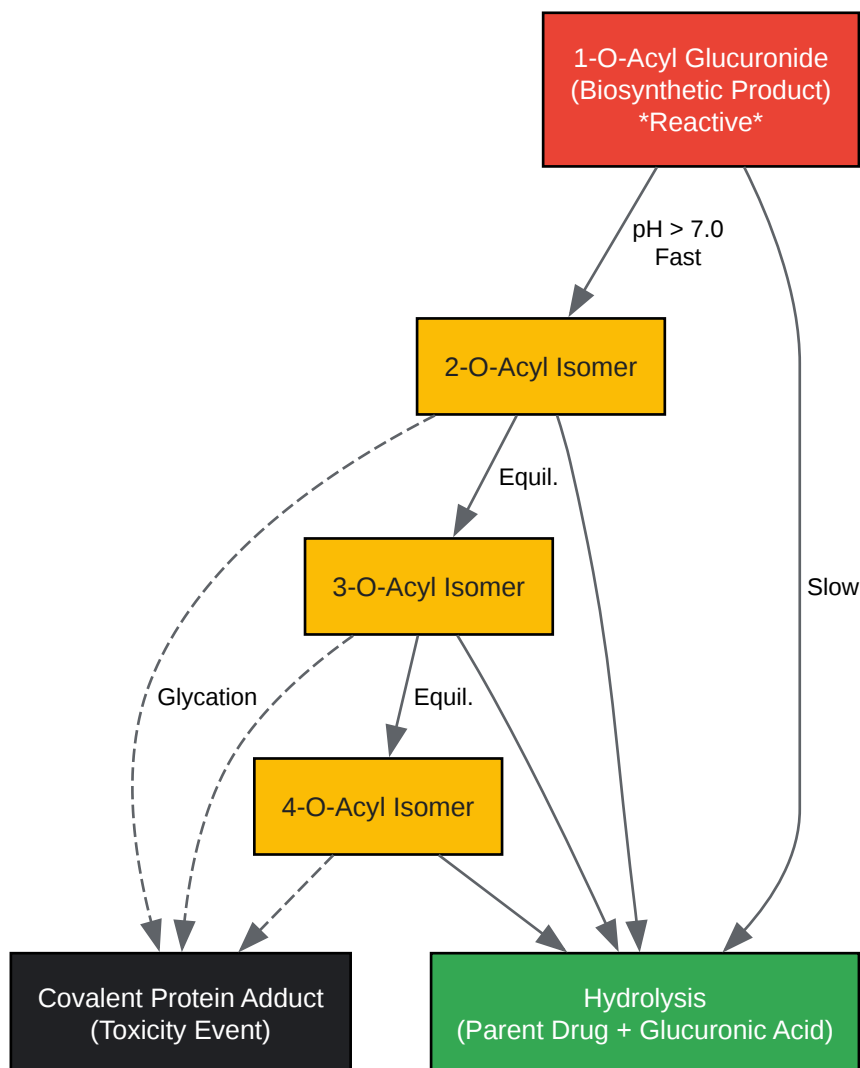 1-O-Acyl Glucuronide
(Biosynthetic Product)
*Reactive*
pH > 7.0
Fast
2-O-Acyl Isomer
Equil.
3-O-Acyl Isomer
Slow
Glycation
Equil.
4-O-Acyl Isomer
Covalent Protein Adduct
(Toxicity Event)
Hydrolysis
(Parent Drug + Glucuronic Acid)